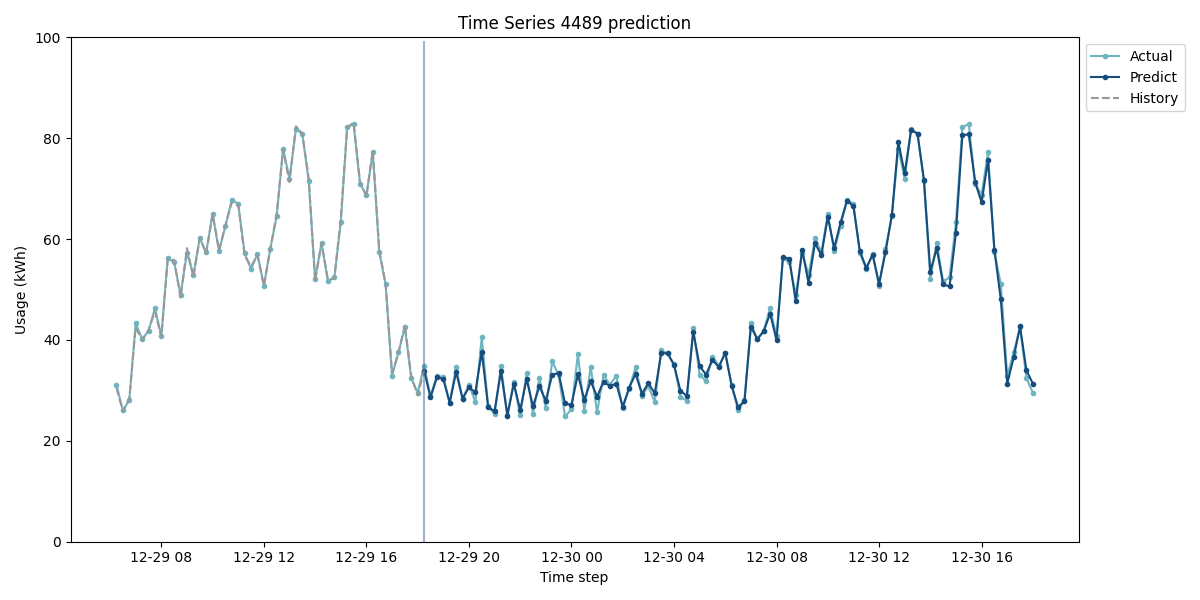 Time Series 4489 prediction
Actual
Predict
History
Usage (kWh)
100
80
60
40
20
0
12-29 08
12-29 12
12-29 16
12-29 20
12-30 00
12-30 04
12-30 08
12-30 12
12-30 16
Time step